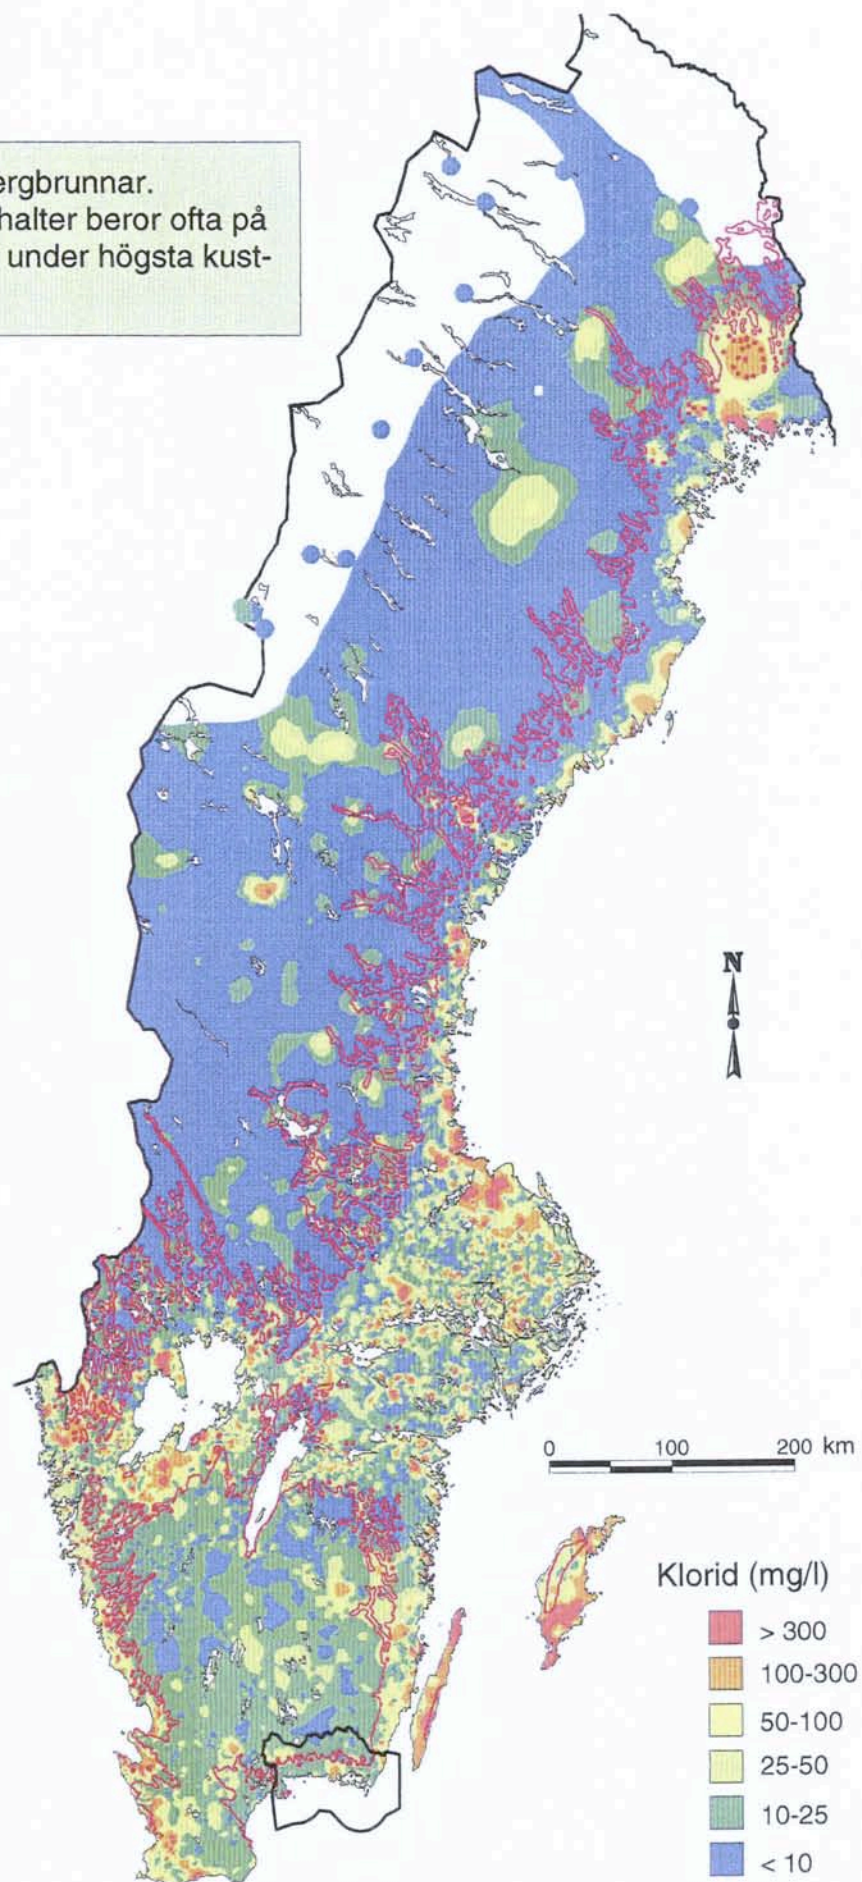 ergbrunnar.
halter beror ofta på
under högsta kust-
N
0 100 200 km
Klorid (mg/l)
> 300
100-300
50-100
25-50
10-25
< 10